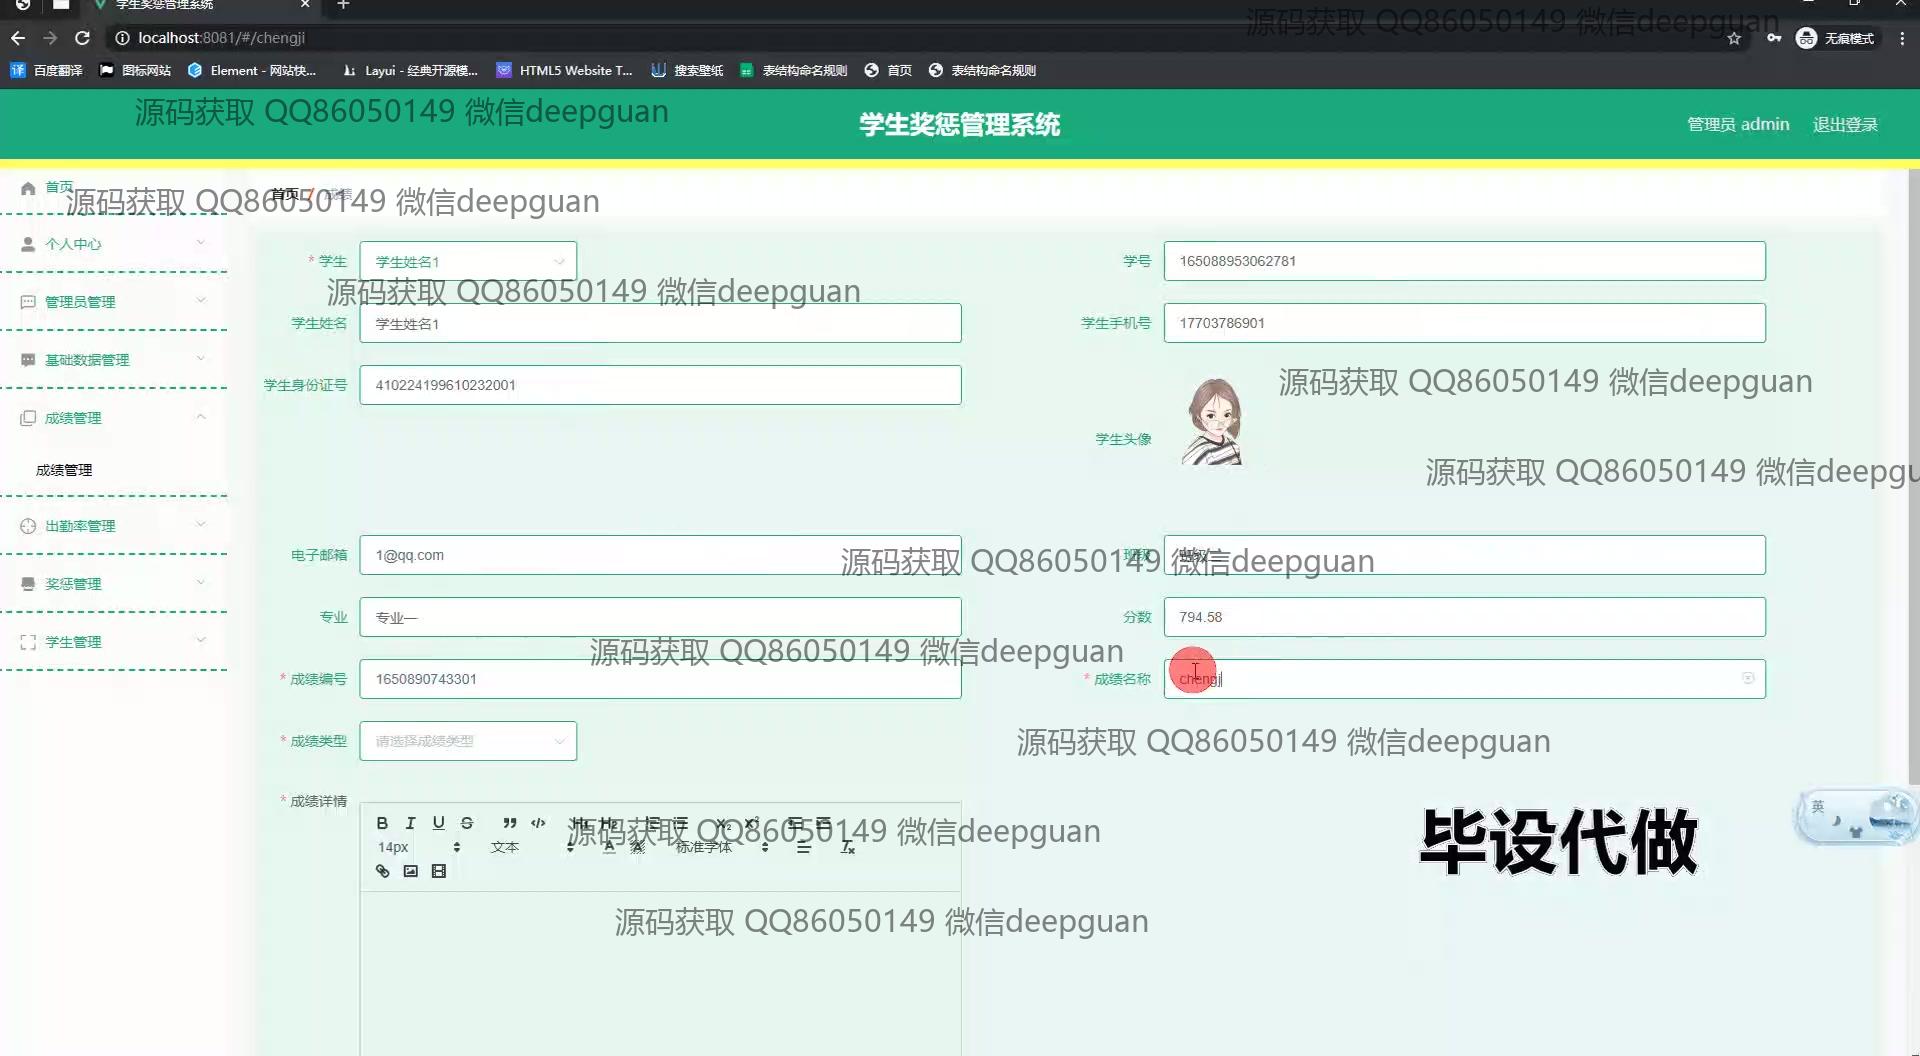 学生奖惩管理系统
localhost:8081/#/chengji
无痕模式
百度翻译
图标网站
Element - 网站快...
Layui - 经典开源模...
HTML5 Website T...
搜索壁纸
表结构命名规则
首页
表结构命名规则
源码获取 QQ86050149 微信deepguan
源码获取 QQ86050149 微信deepguan
学生奖惩管理系统
管理员 admin
退出登录
首页
源码获取 QQ86050149 微信deepguan
首页 / 成绩
个人中心
管理员管理
基础数据管理
成绩管理
成绩管理
出勤率管理
奖惩管理
学生管理
* 学生
学生姓名1
学号
165088953062781
源码获取 QQ86050149 微信deepguan
学生姓名
学生姓名1
学生手机号
17703786901
学生身份证号
410224199610232001
源码获取 QQ86050149 微信deepguan
学生头像
源码获取 QQ86050149 微信deepgu
电子邮箱
1@qq.com
班级
源码获取 QQ86050149 微信deepguan
专业
专业一
分数
794.58
源码获取 QQ86050149 微信deepguan
* 成绩编号
1650890743301
* 成绩名称
chengj
* 成绩类型
请选择成绩类型
源码获取 QQ86050149 微信deepguan
* 成绩详情
B I U S
H1 H2
X2 X2
源码获取 QQ86050149 微信deepguan
14px
文本
标准字体
英
毕设代做
源码获取 QQ86050149 微信deepguan